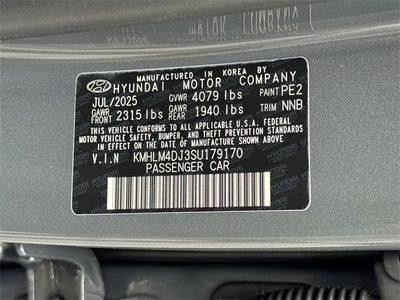 MANUFACTURED IN KOREA BY
HYUNDAI MOTOR COMPANY
JUL/2025 GVWR 4079 lbs PAINT PE2
GAWR FRONT 2315 lbs GAWR REAR 1940 lbs TRIM NNB
THIS VEHICLE CONFORMS TO ALL APPLICABLE U.S. FEDERAL
MOTOR VEHICLE SAFETY, BUMPER, AND THEFT PREVENTION
STANDARDS IN EFFECT ON THE DATE OF MANUFACTURE SHOWN ABOVE.
V.I.N KMHLM4DJ3SU179170
PASSENGER CAR